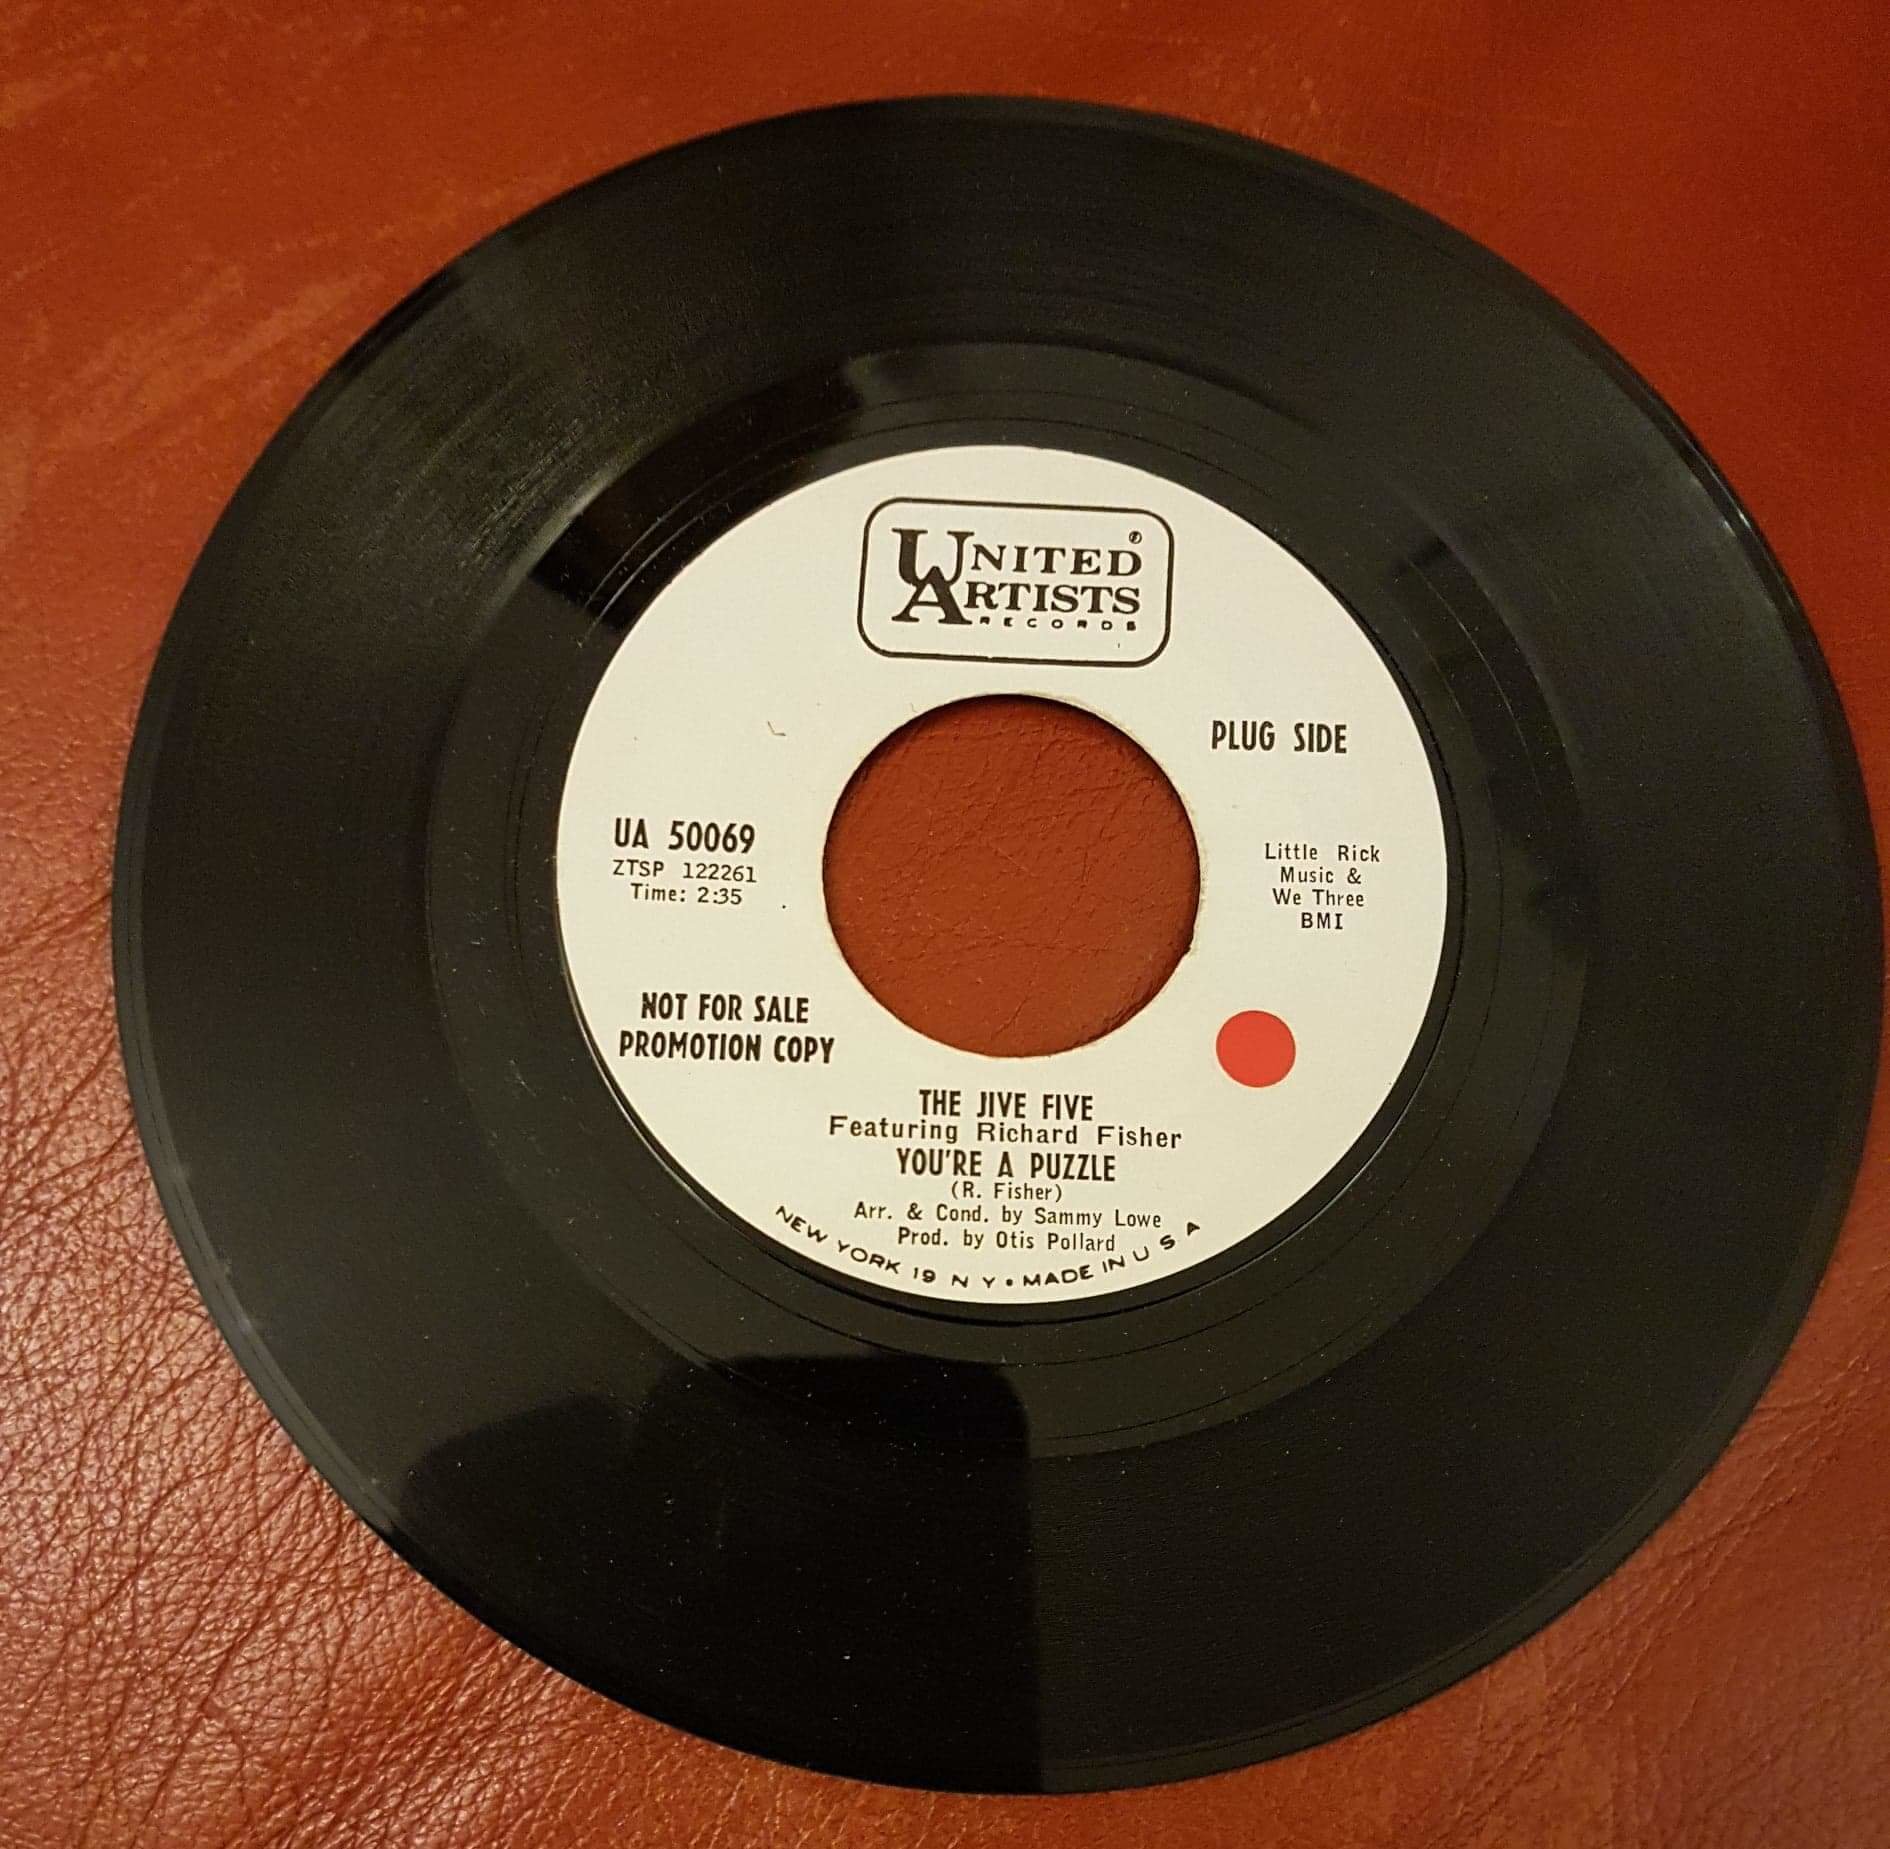 UNITED
ARTISTS
RECORDS
PLUG SIDE
UA 50069
ZTSP 122261
Time: 2:35
Little Rick
Music &
We Three
BMI
NOT FOR SALE
PROMOTION COPY
THE JIVE FIVE
Featuring Richard Fisher
YOU'RE A PUZZLE
(R. Fisher)
Arr. & Cond. by Sammy Lowe
Prod. by Otis Pollard
NEW YORK 19 N Y • MADE IN U S A